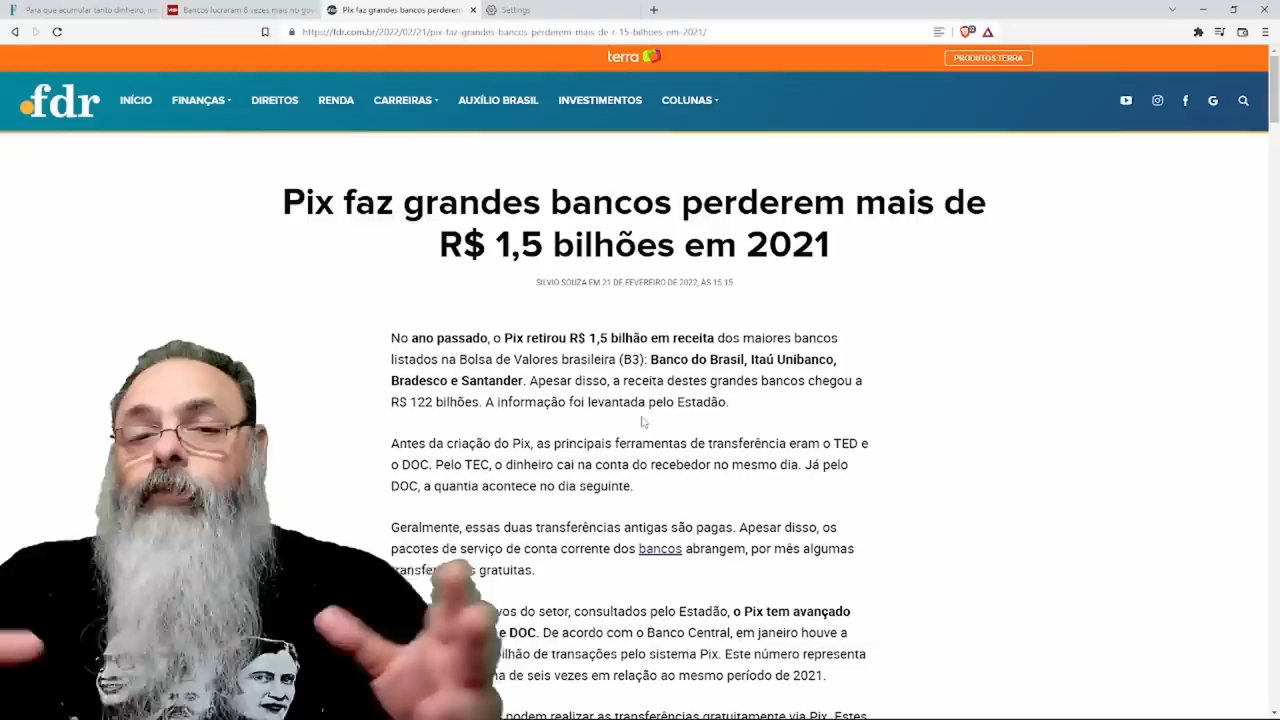 Para que acumular tanto dinheiro, in
Bancos lucraram 8 vezes mais no gov
Pix faz grandes bancos perderem
Settings
https://fdr.com.br/2022/02/21/pix-faz-grandes-bancos-perderem-mais-de-r-15-bilhoes-em-2021/
terra
PRODUTOS TERRA
.fdr
INÍCIO FINANÇAS DIREITOS RENDA CARREIRAS AUXÍLIO BRASIL INVESTIMENTOS COLUNAS
Pix faz grandes bancos perderem mais de
R$ 1,5 bilhões em 2021
SILVIO SOUZA EM 21 DE FEVEREIRO DE 2022, ÀS 15:15
No ano passado, o Pix retirou R$ 1,5 bilhão em receita dos maiores bancos
listados na Bolsa de Valores brasileira (B3): Banco do Brasil, Itaú Unibanco,
Bradesco e Santander. Apesar disso, a receita destes grandes bancos chegou a
R$ 122 bilhões. A informação foi levantada pelo Estadão.
Antes da criação do Pix, as principais ferramentas de transferência eram o TED e
o DOC. Pelo TEC, o dinheiro cai na conta do recebedor no mesmo dia. Já pelo
DOC, a quantia acontece no dia seguinte.
Geralmente, essas duas transferências antigas são pagas. Apesar disso, os
pacotes de serviço de conta corrente dos bancos abrangem, por mês algumas
gratuitas.
do setor, consultados pelo Estadão, o Pix tem avançado
e DOC. De acordo com o Banco Central, em janeiro houve a
de transações pelo sistema Pix. Este número representa
de seis vezes em relação ao mesmo período de 2021.
podem realizar as transferências gratuitamente via Pix. Estes